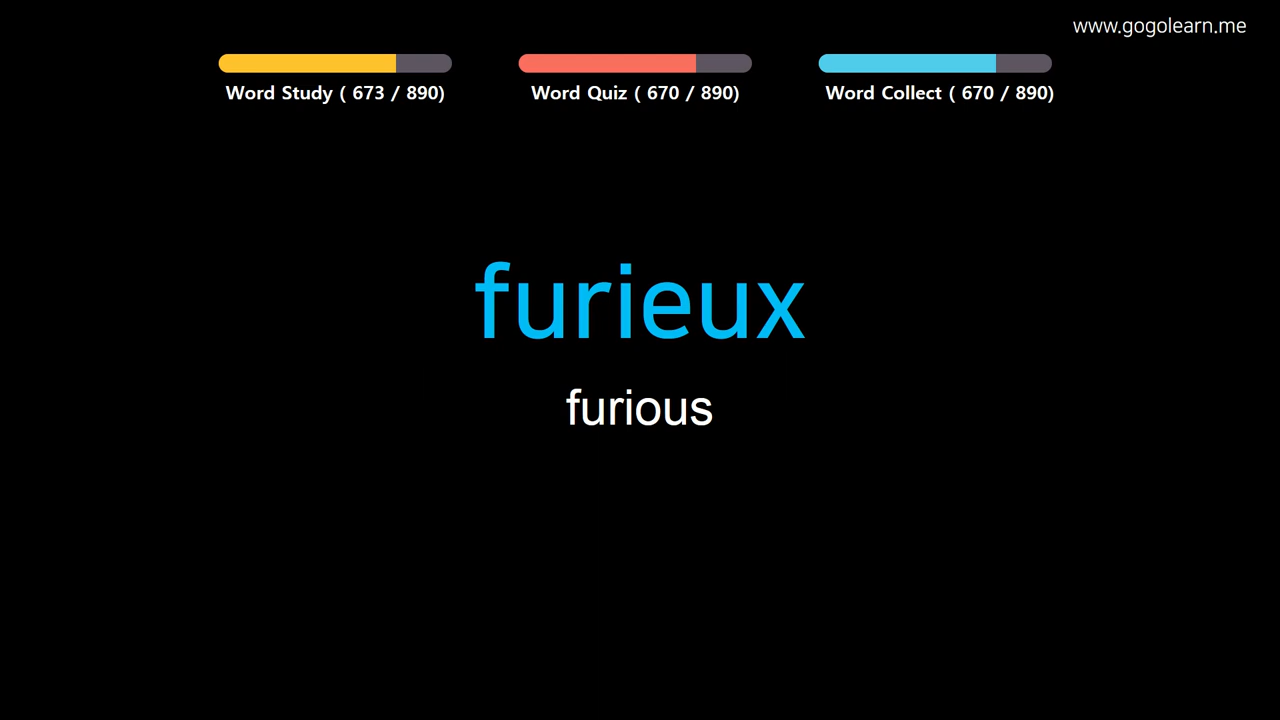 www.gogolearn.me
Word Study ( 673 / 890)
Word Quiz ( 670 / 890)
Word Collect ( 670 / 890)
furieux
furious